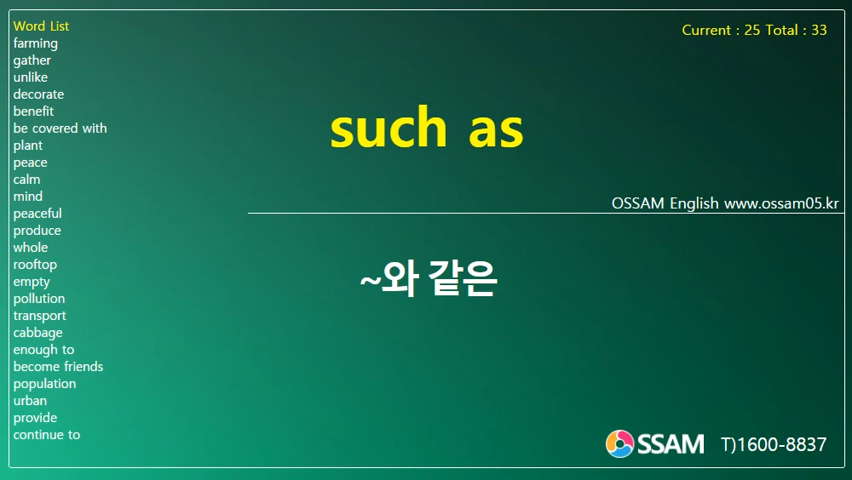 Word List
farming
gather
unlike
decorate
benefit
be covered with
plant
peace
calm
mind
peaceful
produce
whole
rooftop
empty
pollution
transport
cabbage
enough to
become friends
population
urban
provide
continue to
Current : 25 Total : 33
such as
OSSAM English www.ossam05.kr
~와 같은
OSSAM T)1600-8837